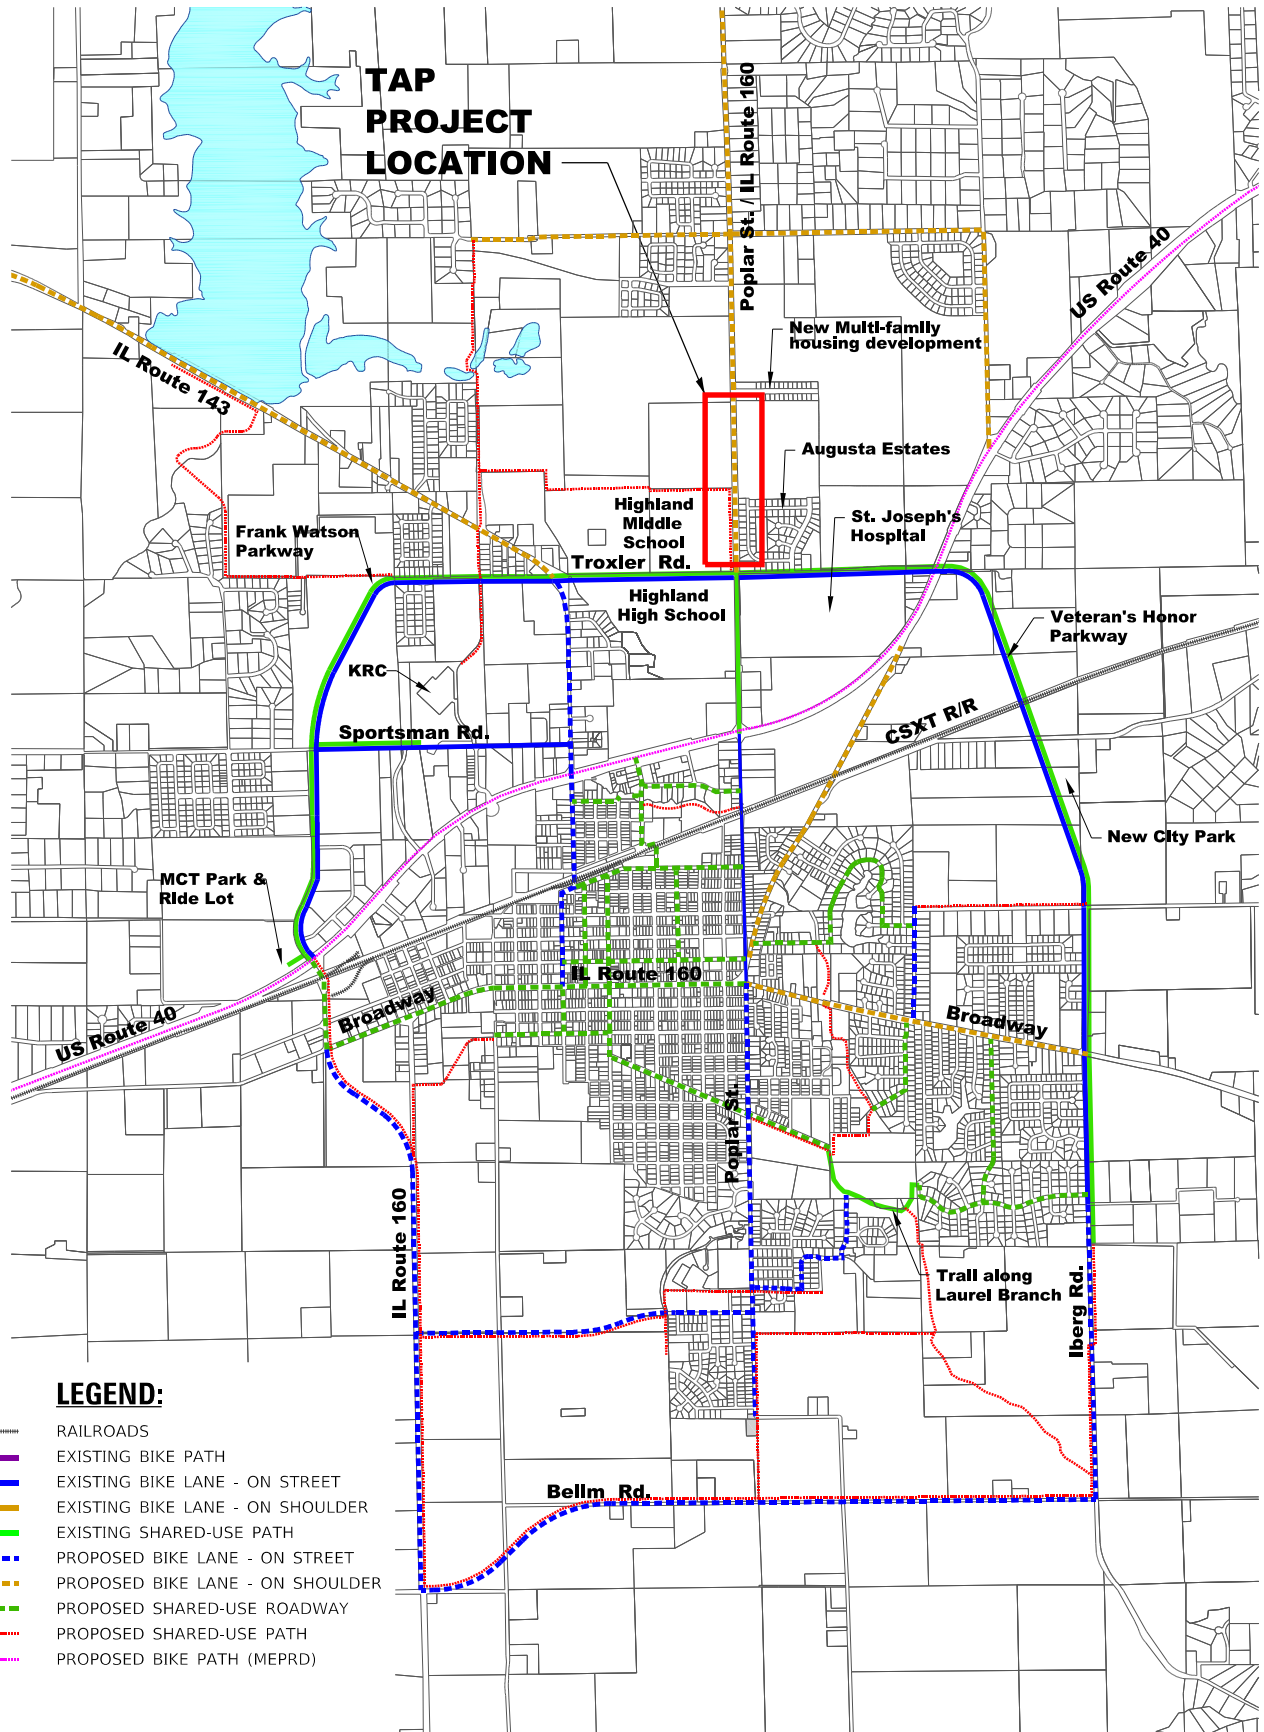 TAP
PROJECT
LOCATION
Poplar St. / IL Route 160
US Route 40
New Multi-family
housing development
IL Route 143
Augusta Estates
Highland
Middle
School
St. Joseph's
Hospital
Frank Watson
Parkway
Troxler Rd.
Highland
High School
Veteran's Honor
Parkway
KRC
CSXT R/R
Sportsman Rd.
New City Park
MCT Park &
Ride Lot
IL Route 160
Broadway
Broadway
US Route 40
Poplar St.
IL Route 160
Trail along
Laurel Branch
Iberg Rd.
Bellm Rd.
LEGEND:
RAILROADS
EXISTING BIKE PATH
EXISTING BIKE LANE - ON STREET
EXISTING BIKE LANE - ON SHOULDER
EXISTING SHARED-USE PATH
PROPOSED BIKE LANE - ON STREET
PROPOSED BIKE LANE - ON SHOULDER
PROPOSED SHARED-USE ROADWAY
PROPOSED SHARED-USE PATH
PROPOSED BIKE PATH (MEPRD)